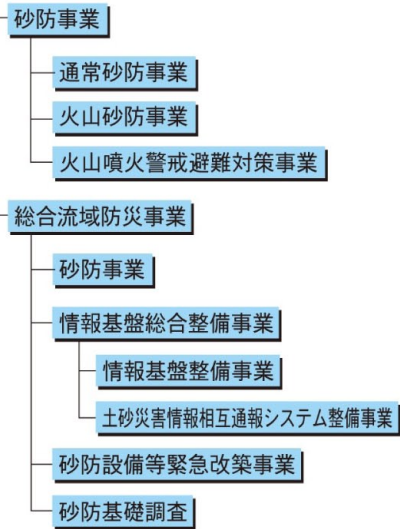 砂防事業
通常砂防事業
火山砂防事業
火山噴火警戒避難対策事業
総合流域防災事業
砂防事業
情報基盤総合整備事業
情報基盤整備事業
土砂災害情報相互通報システム整備事業
砂防設備等緊急改築事業
砂防基礎調査